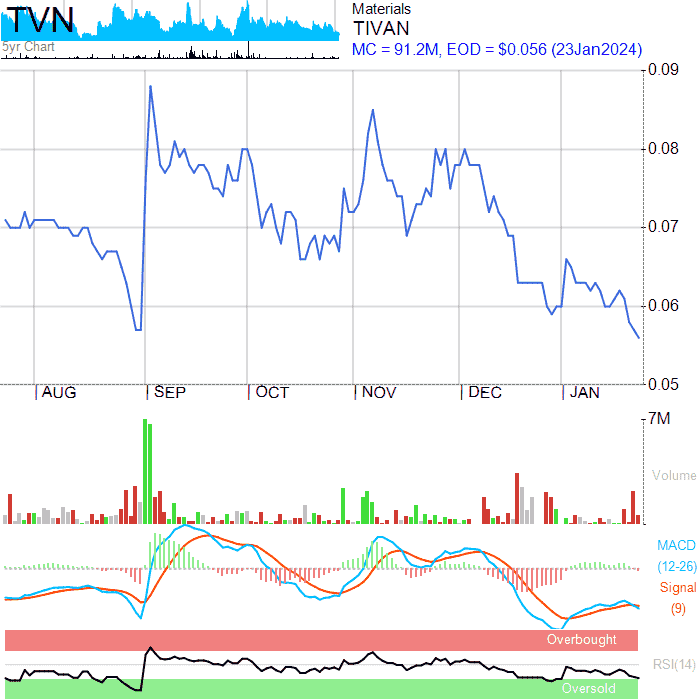 TVN
5yr Chart
Materials
TIVAN
MC = 91.2M, EOD = $0.056 (23Jan2024)
0.09
0.08
0.07
0.06
0.05
AUG SEP OCT NOV DEC JAN
7M
Volume
MACD
(12-26)
Signal
(9)
Overbought
RSI(14)
Oversold